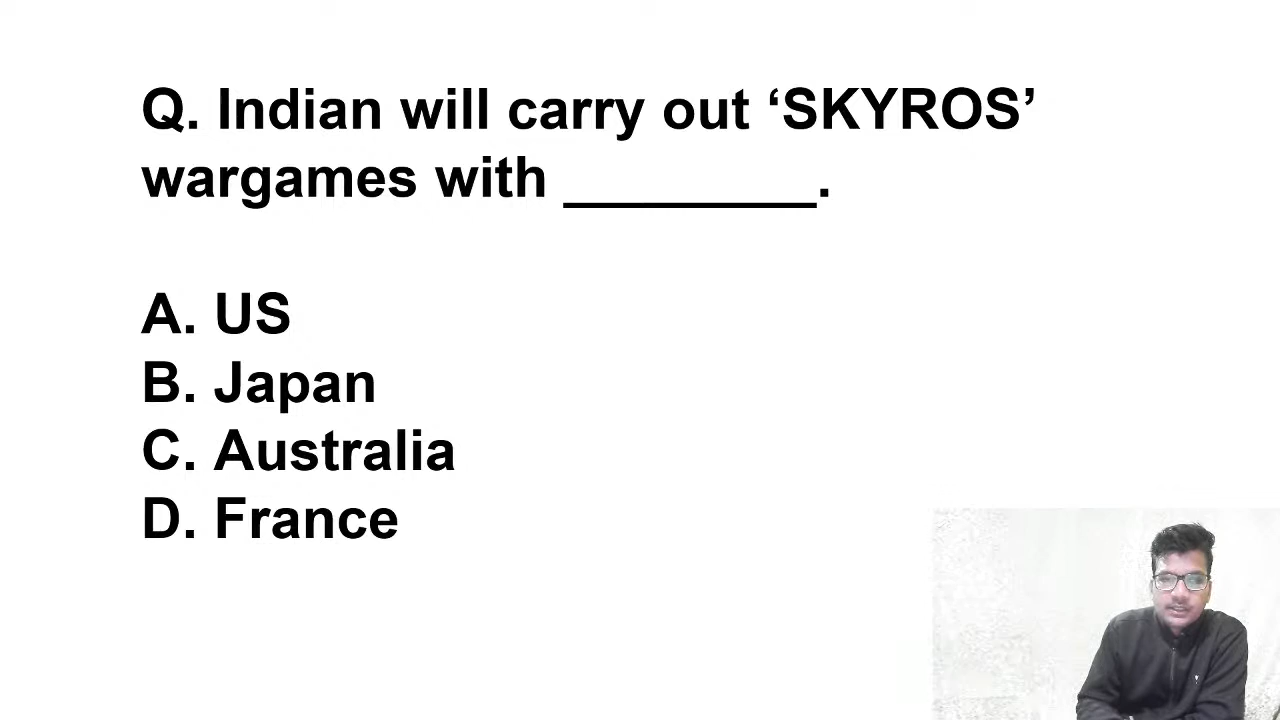 Q. Indian will carry out ‘SKYROS’
wargames with _________.
A. US
B. Japan
C. Australia
D. France